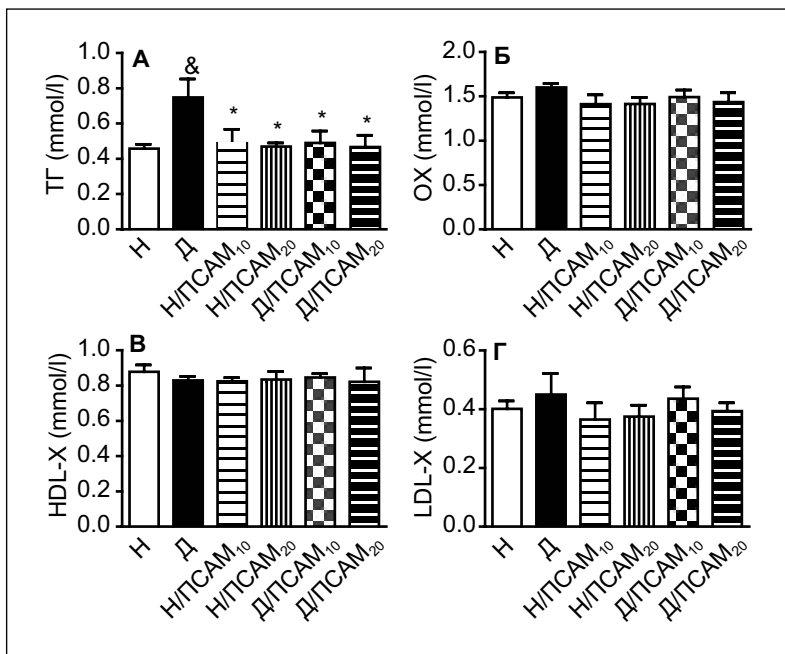 А
&
ТГ (mmol/l)
1.0
0.8
0.6
0.4
0.2
0.0
* * * *
Н
Д
Н/ПСАМ₁₀
Н/ПСАМ₂₀
Д/ПСАМ₁₀
Д/ПСАМ₂₀
Б
ОХ (mmol/l)
2.0
1.5
1.0
0.5
0.0
Н
Д
Н/ПСАМ₁₀
Н/ПСАМ₂₀
Д/ПСАМ₁₀
Д/ПСАМ₂₀
В
HDL-X (mmol/l)
1.0
0.8
0.6
0.4
0.2
0.0
Н
Д
Н/ПСАМ₁₀
Н/ПСАМ₂₀
Д/ПСАМ₁₀
Д/ПСАМ₂₀
Г
LDL-X (mmol/l)
0.6
0.4
0.2
0.0
Н
Д
Н/ПСАМ₁₀
Н/ПСАМ₂₀
Д/ПСАМ₁₀
Д/ПСАМ₂₀